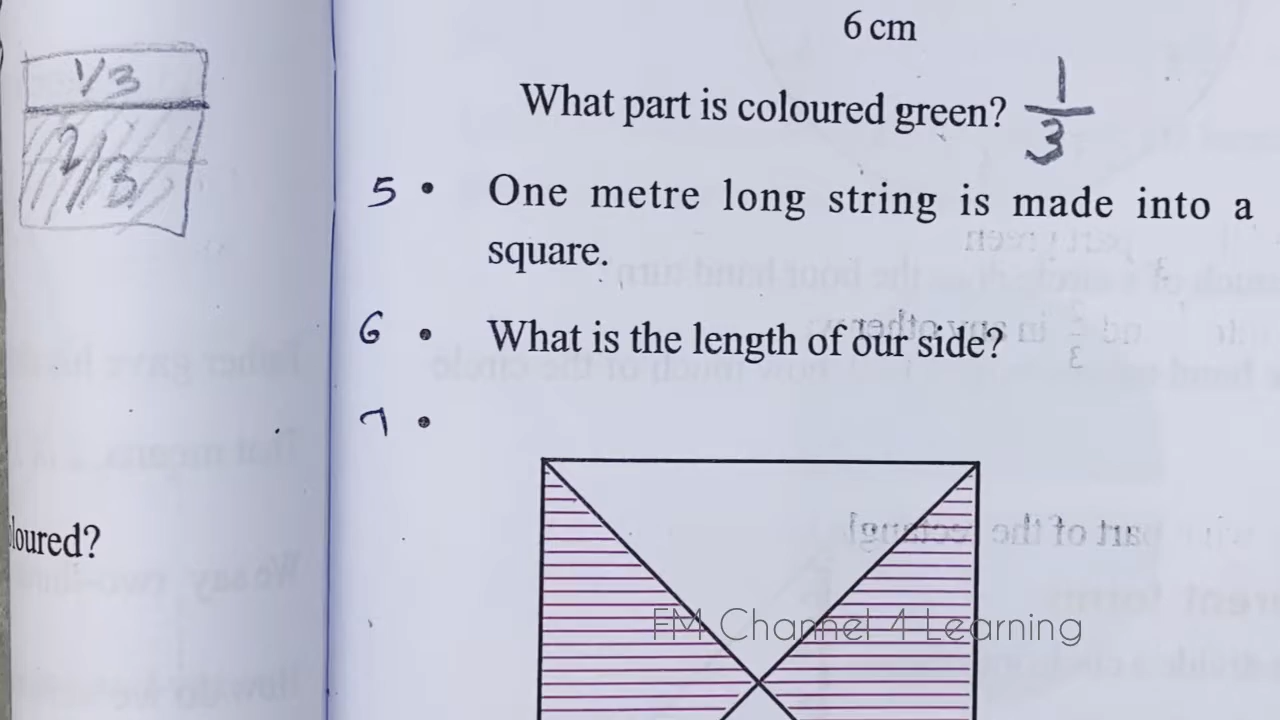 1/3
2/3
loured?
6 cm
What part is coloured green? 1/3
5 • One metre long string is made into a
square.
6 • What is the length of our side?
7 •
FM Channel 4 Learning